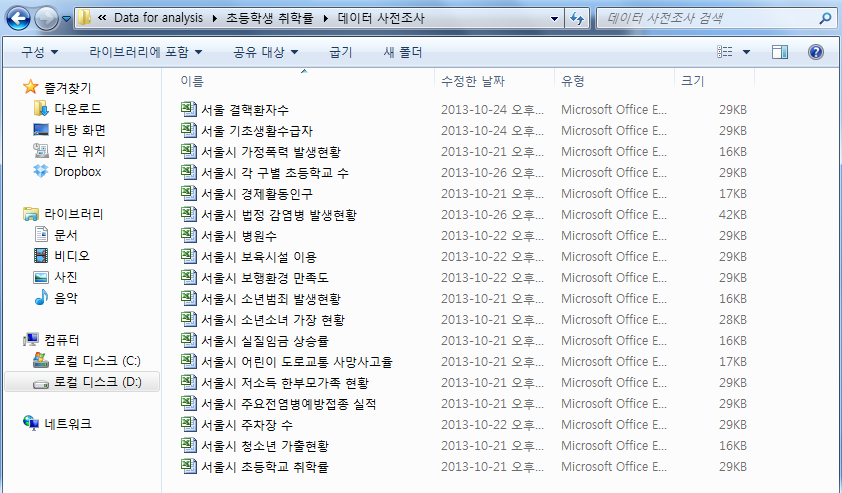 « Data for analysis ▸ 초등학생 취학률 ▸ 데이터 사전조사
데이터 사전조사 검색
구성 라이브러리에 포함 공유 대상 굽기 새 폴더
즐겨찾기
다운로드
바탕 화면
최근 위치
Dropbox
라이브러리
문서
비디오
사진
음악
컴퓨터
로컬 디스크 (C:)
로컬 디스크 (D:)
네트워크
이름 수정한 날짜 유형 크기
서울 결핵환자수 2013-10-24 오후... Microsoft Office E... 29KB
서울 기초생활수급자 2013-10-24 오후... Microsoft Office E... 29KB
서울시 가정폭력 발생현황 2013-10-21 오후... Microsoft Office E... 16KB
서울시 각 구별 초등학교 수 2013-10-26 오후... Microsoft Office E... 29KB
서울시 경제활동인구 2013-10-21 오후... Microsoft Office E... 17KB
서울시 법정 감염병 발생현황 2013-10-26 오후... Microsoft Office E... 42KB
서울시 병원수 2013-10-22 오후... Microsoft Office E... 29KB
서울시 보육시설 이용 2013-10-22 오후... Microsoft Office E... 29KB
서울시 보행환경 만족도 2013-10-22 오후... Microsoft Office E... 29KB
서울시 소년범죄 발생현황 2013-10-21 오후... Microsoft Office E... 16KB
서울시 소년소녀 가장 현황 2013-10-21 오후... Microsoft Office E... 28KB
서울시 실질임금 상승률 2013-10-21 오후... Microsoft Office E... 16KB
서울시 어린이 도로교통 사망사고율 2013-10-21 오후... Microsoft Office E... 17KB
서울시 저소득 한부모가족 현황 2013-10-21 오후... Microsoft Office E... 29KB
서울시 주요전염병예방접종 실적 2013-10-21 오후... Microsoft Office E... 29KB
서울시 주차장 수 2013-10-22 오후... Microsoft Office E... 29KB
서울시 청소년 가출현황 2013-10-21 오후... Microsoft Office E... 16KB
서울시 초등학교 취학률 2013-10-21 오후... Microsoft Office E... 29KB